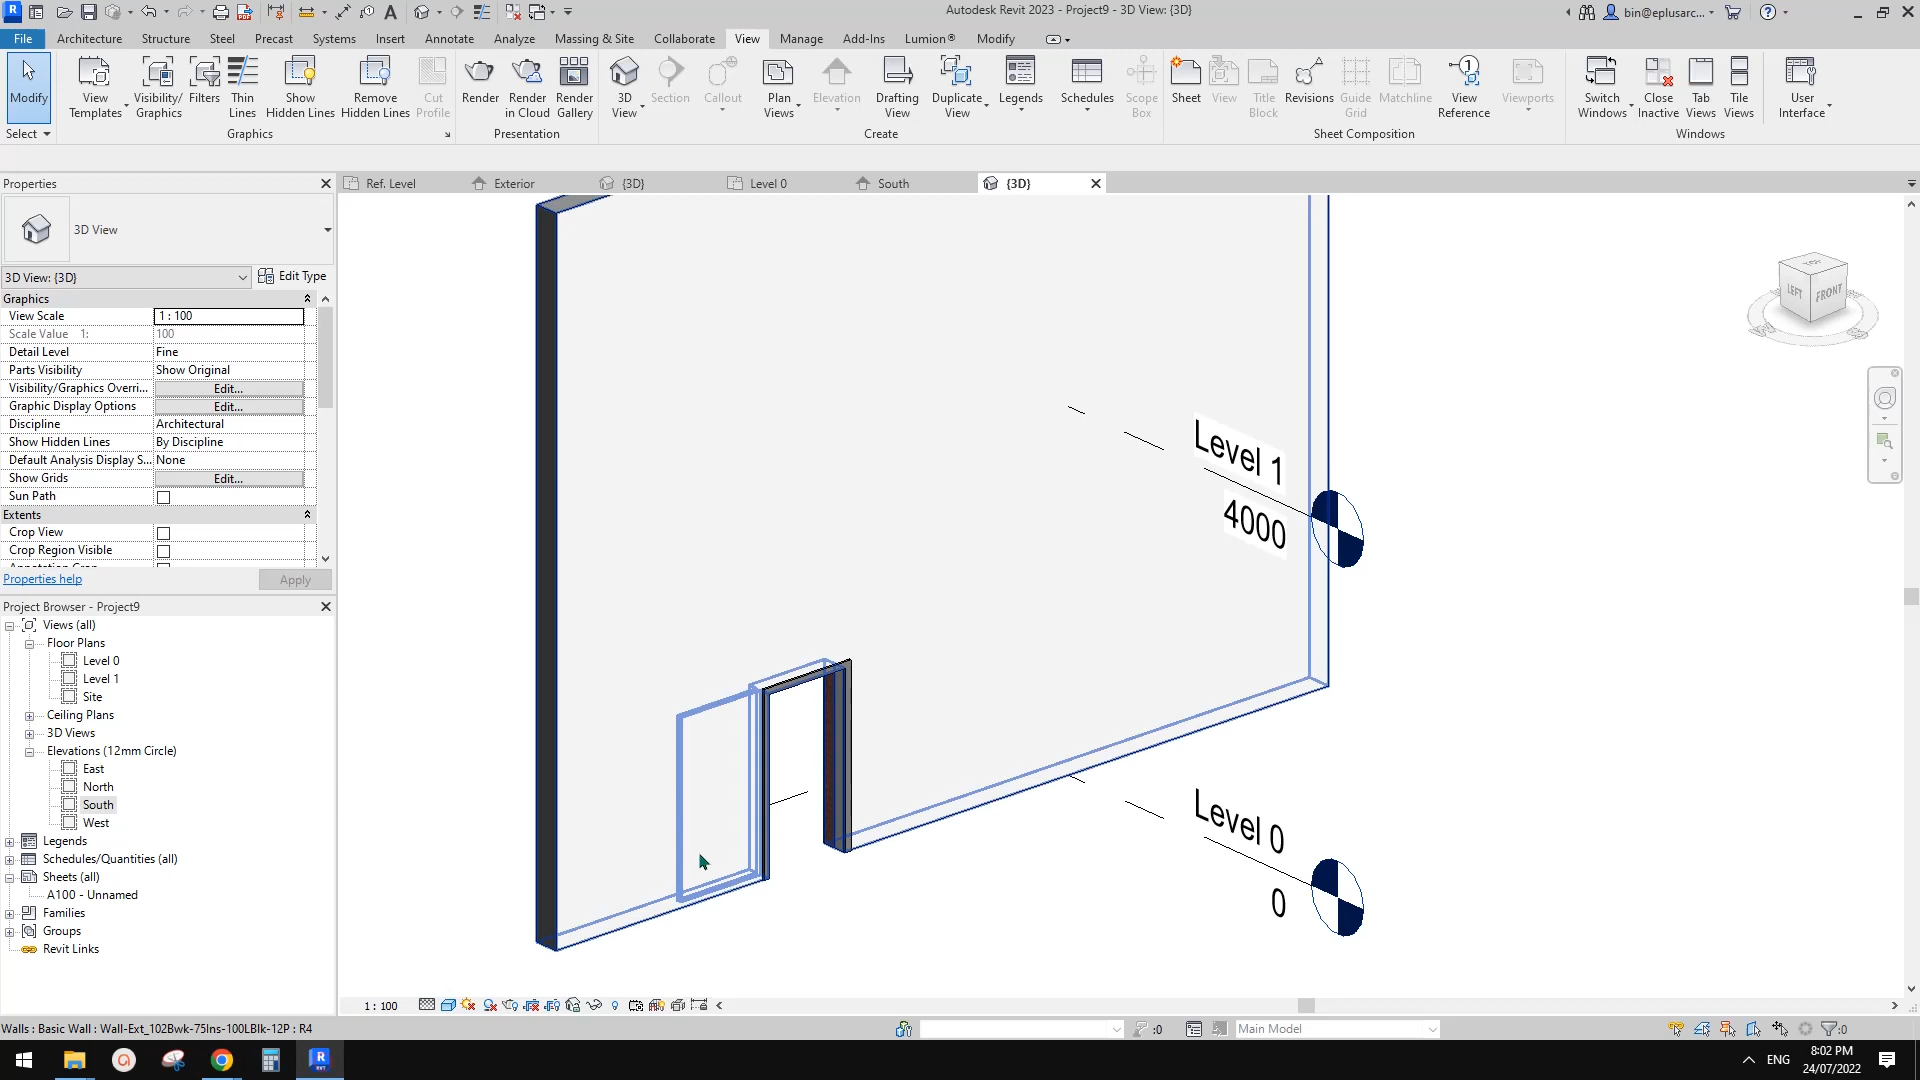 Autodesk Revit 2023 - Project9 - 3D View: {3D}
bin@eplusarc...
File Architecture Structure Steel Precast Systems Insert Annotate Analyze Massing & Site Collaborate View Manage Add-Ins Lumion® Modify
Modify
View Templates
Visibility/ Graphics
Filters
Thin Lines
Show Hidden Lines
Remove Hidden Lines
Cut Profile
Render
Render in Cloud
Render Gallery
3D View
Section
Callout
Plan Views
Elevation
Drafting View
Duplicate View
Legends
Schedules
Scope Box
Sheet
View
Title Block
Revisions
Guide Grid
Matchline
View Reference
Viewports
Switch Windows
Close Inactive
Tab Views
Tile Views
User Interface
Select Graphics Presentation Create Sheet Composition Windows
Properties
Ref. Level Exterior {3D} Level 0 South {3D}
3D View
3D View: {3D} Edit Type
Graphics
View Scale 1 : 100
Scale Value 1: 100
Detail Level Fine
Parts Visibility Show Original
Visibility/Graphics Overri... Edit...
Graphic Display Options Edit...
Discipline Architectural
Show Hidden Lines By Discipline
Default Analysis Display S... None
Show Grids Edit...
Sun Path
Extents
Crop View
Crop Region Visible
Properties help Apply
Project Browser - Project9
Views (all)
Floor Plans
Level 0
Level 1
Site
Ceiling Plans
3D Views
Elevations (12mm Circle)
East
North
South
West
Legends
Schedules/Quantities (all)
Sheets (all)
A100 - Unnamed
Families
Groups
Revit Links
TOP
LEFT
FRONT
Level 1
4000
Level 0
0
1 : 100
Walls : Basic Wall : Wall-Ext_102Bwk-75Ins-100LBlk-12P : R4
:0
Main Model
:0
ENG
8:02 PM
24/07/2022